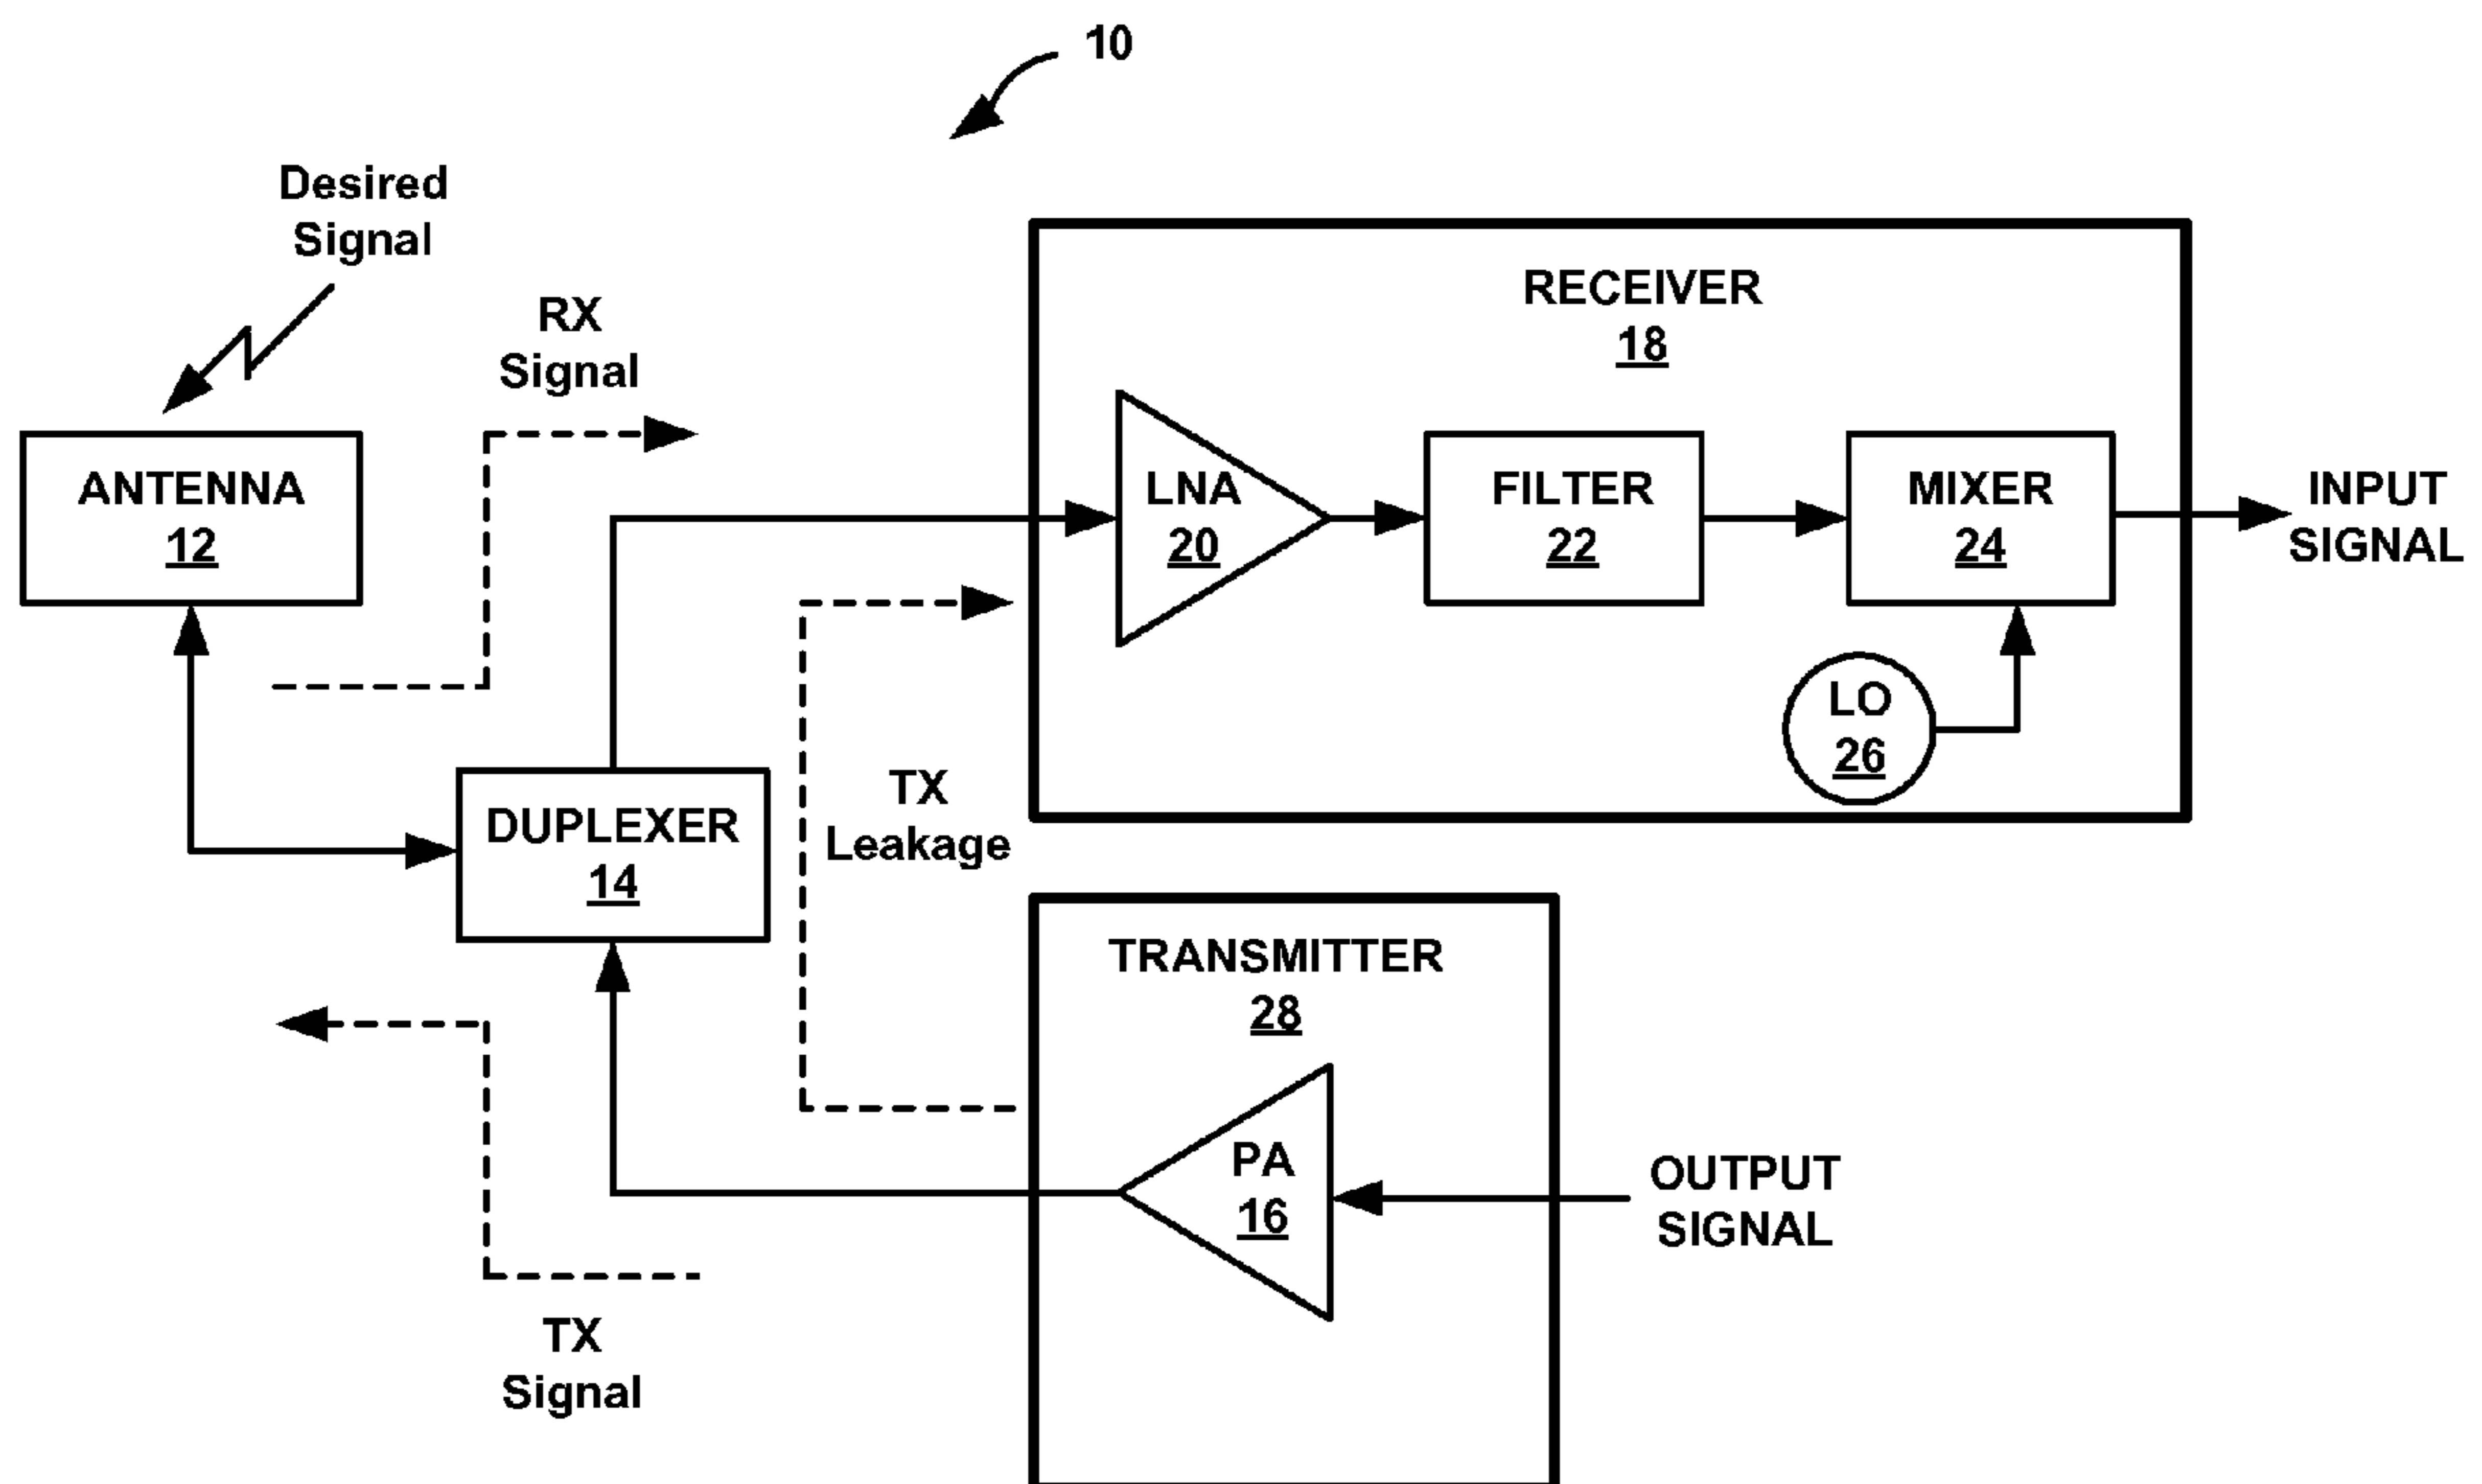 10
Desired
Signal
RX
Signal
RECEIVER
18
ANTENNA
12
LNA
20
FILTER
22
MIXER
24
INPUT
SIGNAL
LO
26
DUPLEXER
14
TX
Leakage
TRANSMITTER
28
PA
16
OUTPUT
SIGNAL
TX
Signal